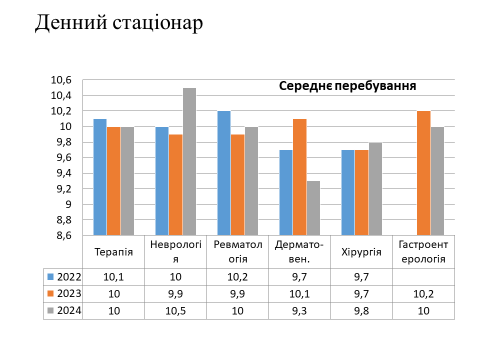 Денний стаціонар
Середнє перебування
10,6
10,4
10,2
10
9,8
9,6
9,4
9,2
9
8,8
8,6
Терапія Неврологі Ревматол Дермато- Хірургія Гастроент
я огія вен. ерологія
2022 10,1 10 10,2 9,7 9,7
2023 10 9,9 9,9 10,1 9,7 10,2
2024 10 10,5 10 9,3 9,8 10